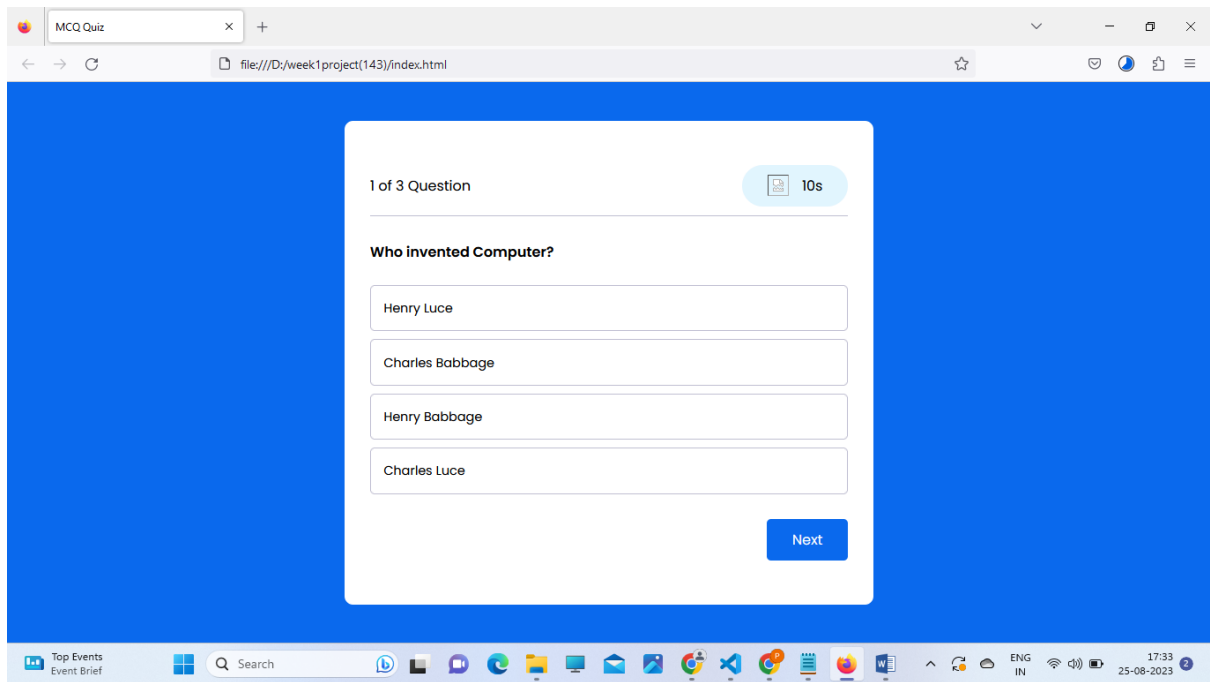 MCQ Quiz
file:///D:/week1project(143)/index.html
1 of 3 Question
10s
Who invented Computer?
Henry Luce
Charles Babbage
Henry Babbage
Charles Luce
Next
Top Events
Event Brief
Search
ENG
IN
17:33
25-08-2023
2